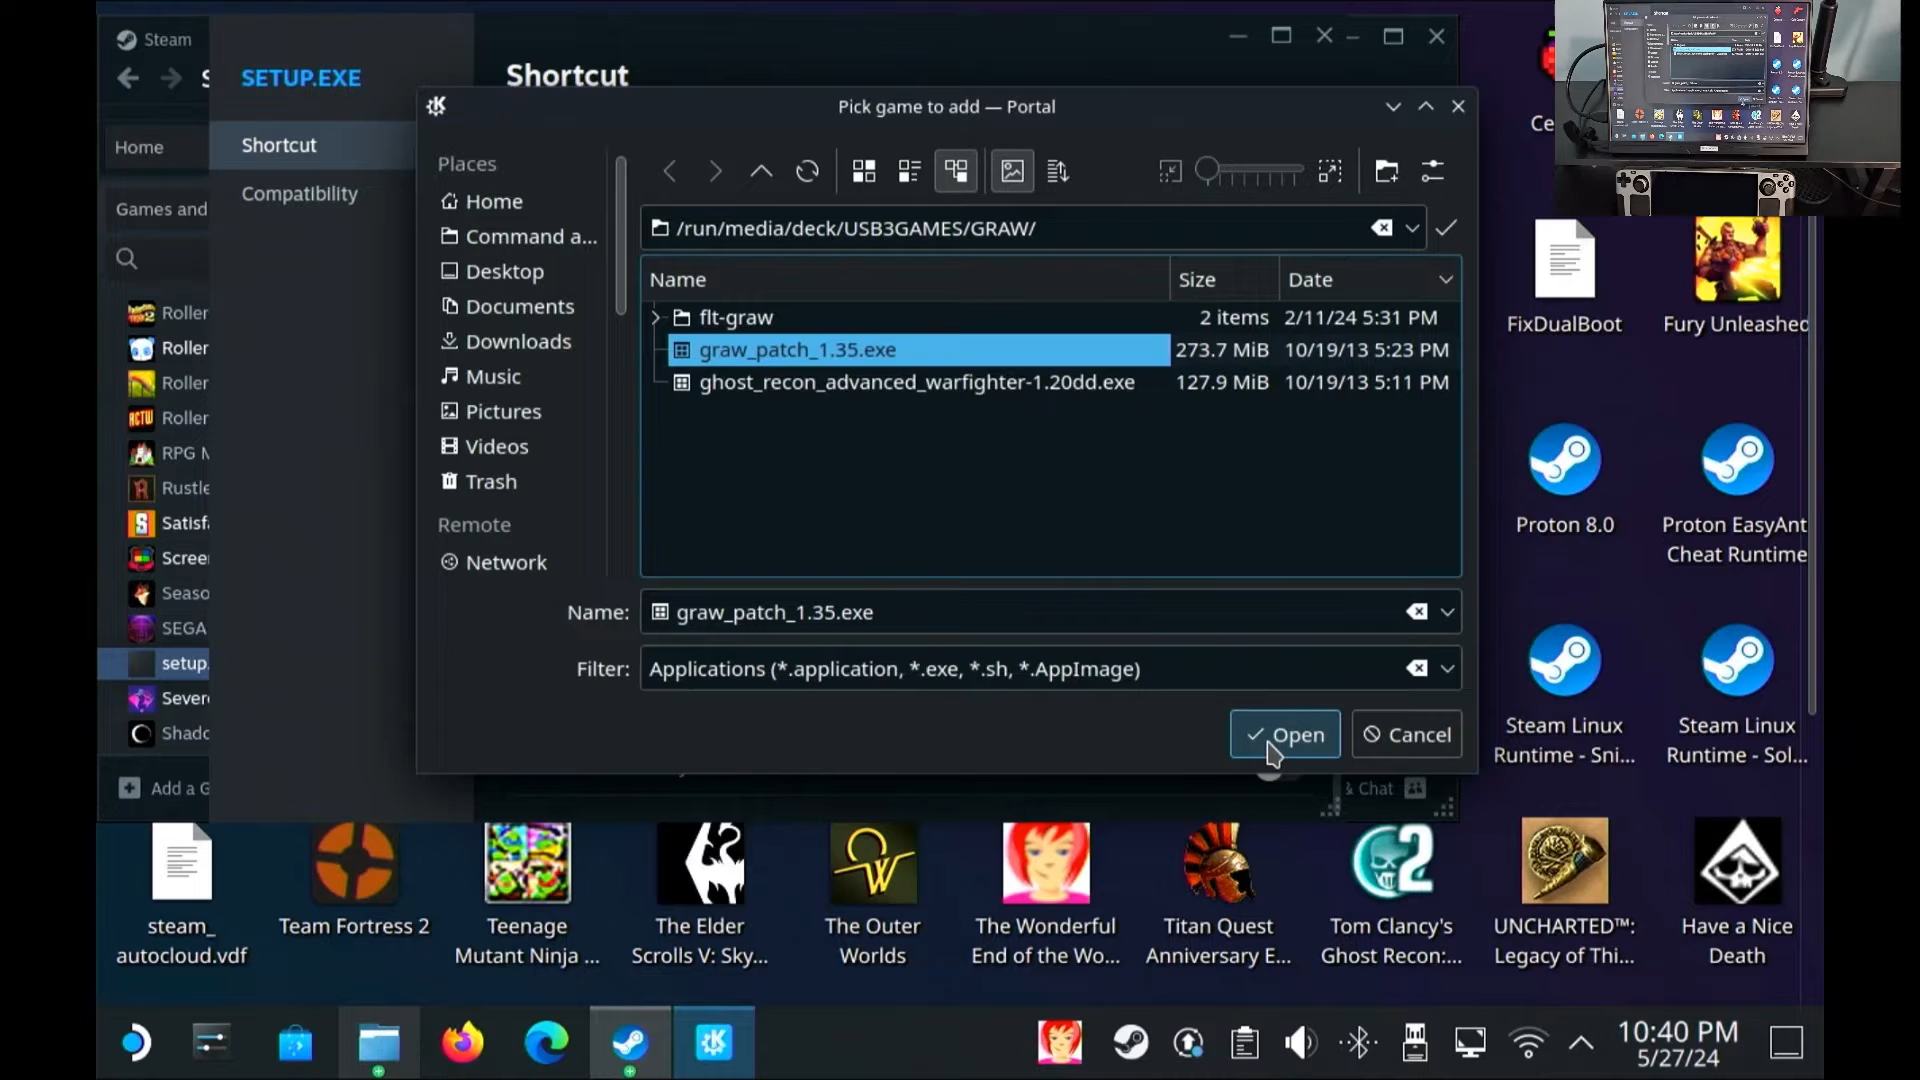 Steam
S
Home
Games and
Roller
Roller
Roller
Roller
RPG M
Rustle
Satisf
Screen
Seaso
SEGA
setup.
Severe
Shado
Add a G
SETUP.EXE
Shortcut
Compatibility
Shortcut
Pick game to add — Portal
Places
Home
Command a...
Desktop
Documents
Downloads
Music
Pictures
Videos
Trash
Remote
Network
/run/media/deck/USB3GAMES/GRAW/
Name Size Date
flt-graw 2 items 2/11/24 5:31 PM
graw_patch_1.35.exe 273.7 MiB 10/19/13 5:23 PM
ghost_recon_advanced_warfighter-1.20dd.exe 127.9 MiB 10/19/13 5:11 PM
Name: graw_patch_1.35.exe
Filter: Applications (*.application, *.exe, *.sh, *.AppImage)
Open Cancel
& Chat
Ce
FixDualBoot
Fury Unleashed
Proton 8.0
Proton EasyAnt
Cheat Runtime
Steam Linux
Runtime - Sni...
Steam Linux
Runtime - Sol...
steam_
autocloud.vdf
Team Fortress 2
Teenage
Mutant Ninja ...
The Elder
Scrolls V: Sky...
The Outer
Worlds
The Wonderful
End of the Wo...
Titan Quest
Anniversary E...
Tom Clancy's
Ghost Recon:...
UNCHARTED™:
Legacy of Thi...
Have a Nice
Death
10:40 PM
5/27/24